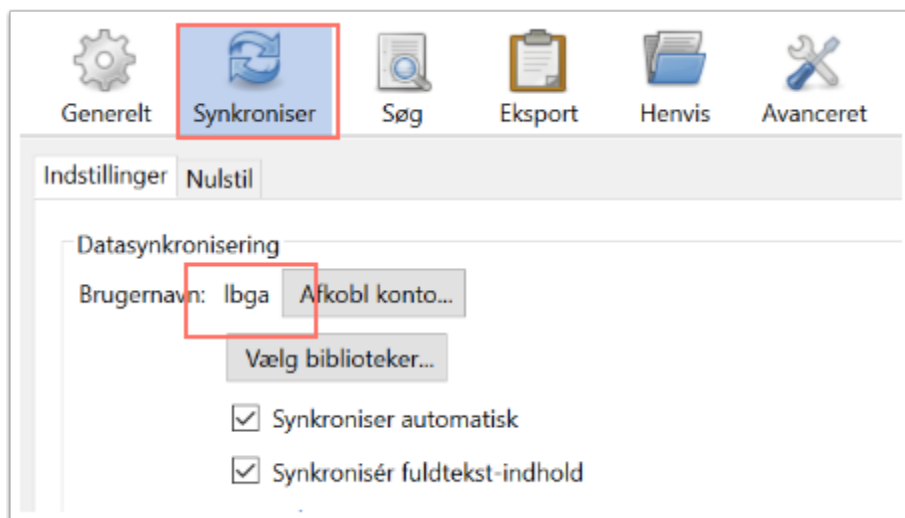 Generelt Synkroniser Søg Eksport Henvis Avanceret
Indstillinger Nulstil
Datasynkronisering
Brugernavn: lbga Afkobl konto...
Vælg biblioteker...
Synkroniser automatisk
Synkronisér fuldtekst-indhold